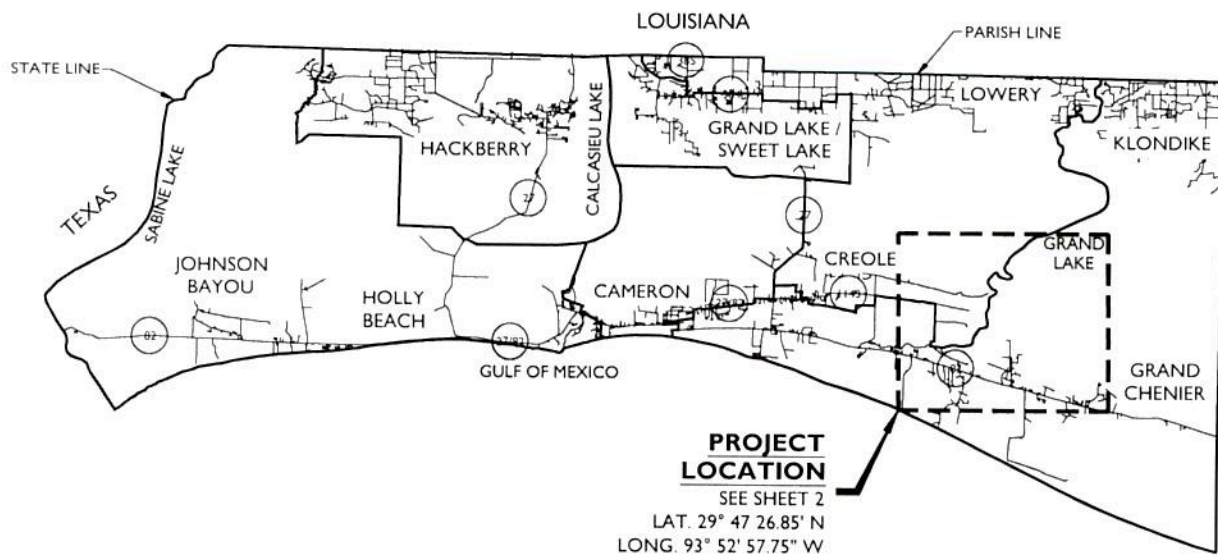 LOUISIANA
STATE LINE
PARISH LINE
LOWERY
KLONDIKE
GRAND LAKE /
SWEET LAKE
HACKBERRY
CALCASIEU LAKE
27
27
TEXAS
SABINE LAKE
GRAND
LAKE
CREOLE
JOHNSON
BAYOU
HOLLY
BEACH
CAMERON
82
27/82
GULF OF MEXICO
GRAND
CHENIER
PROJECT
LOCATION
SEE SHEET 2
LAT. 29° 47 26.85' N
LONG. 93° 52' 57.75" W